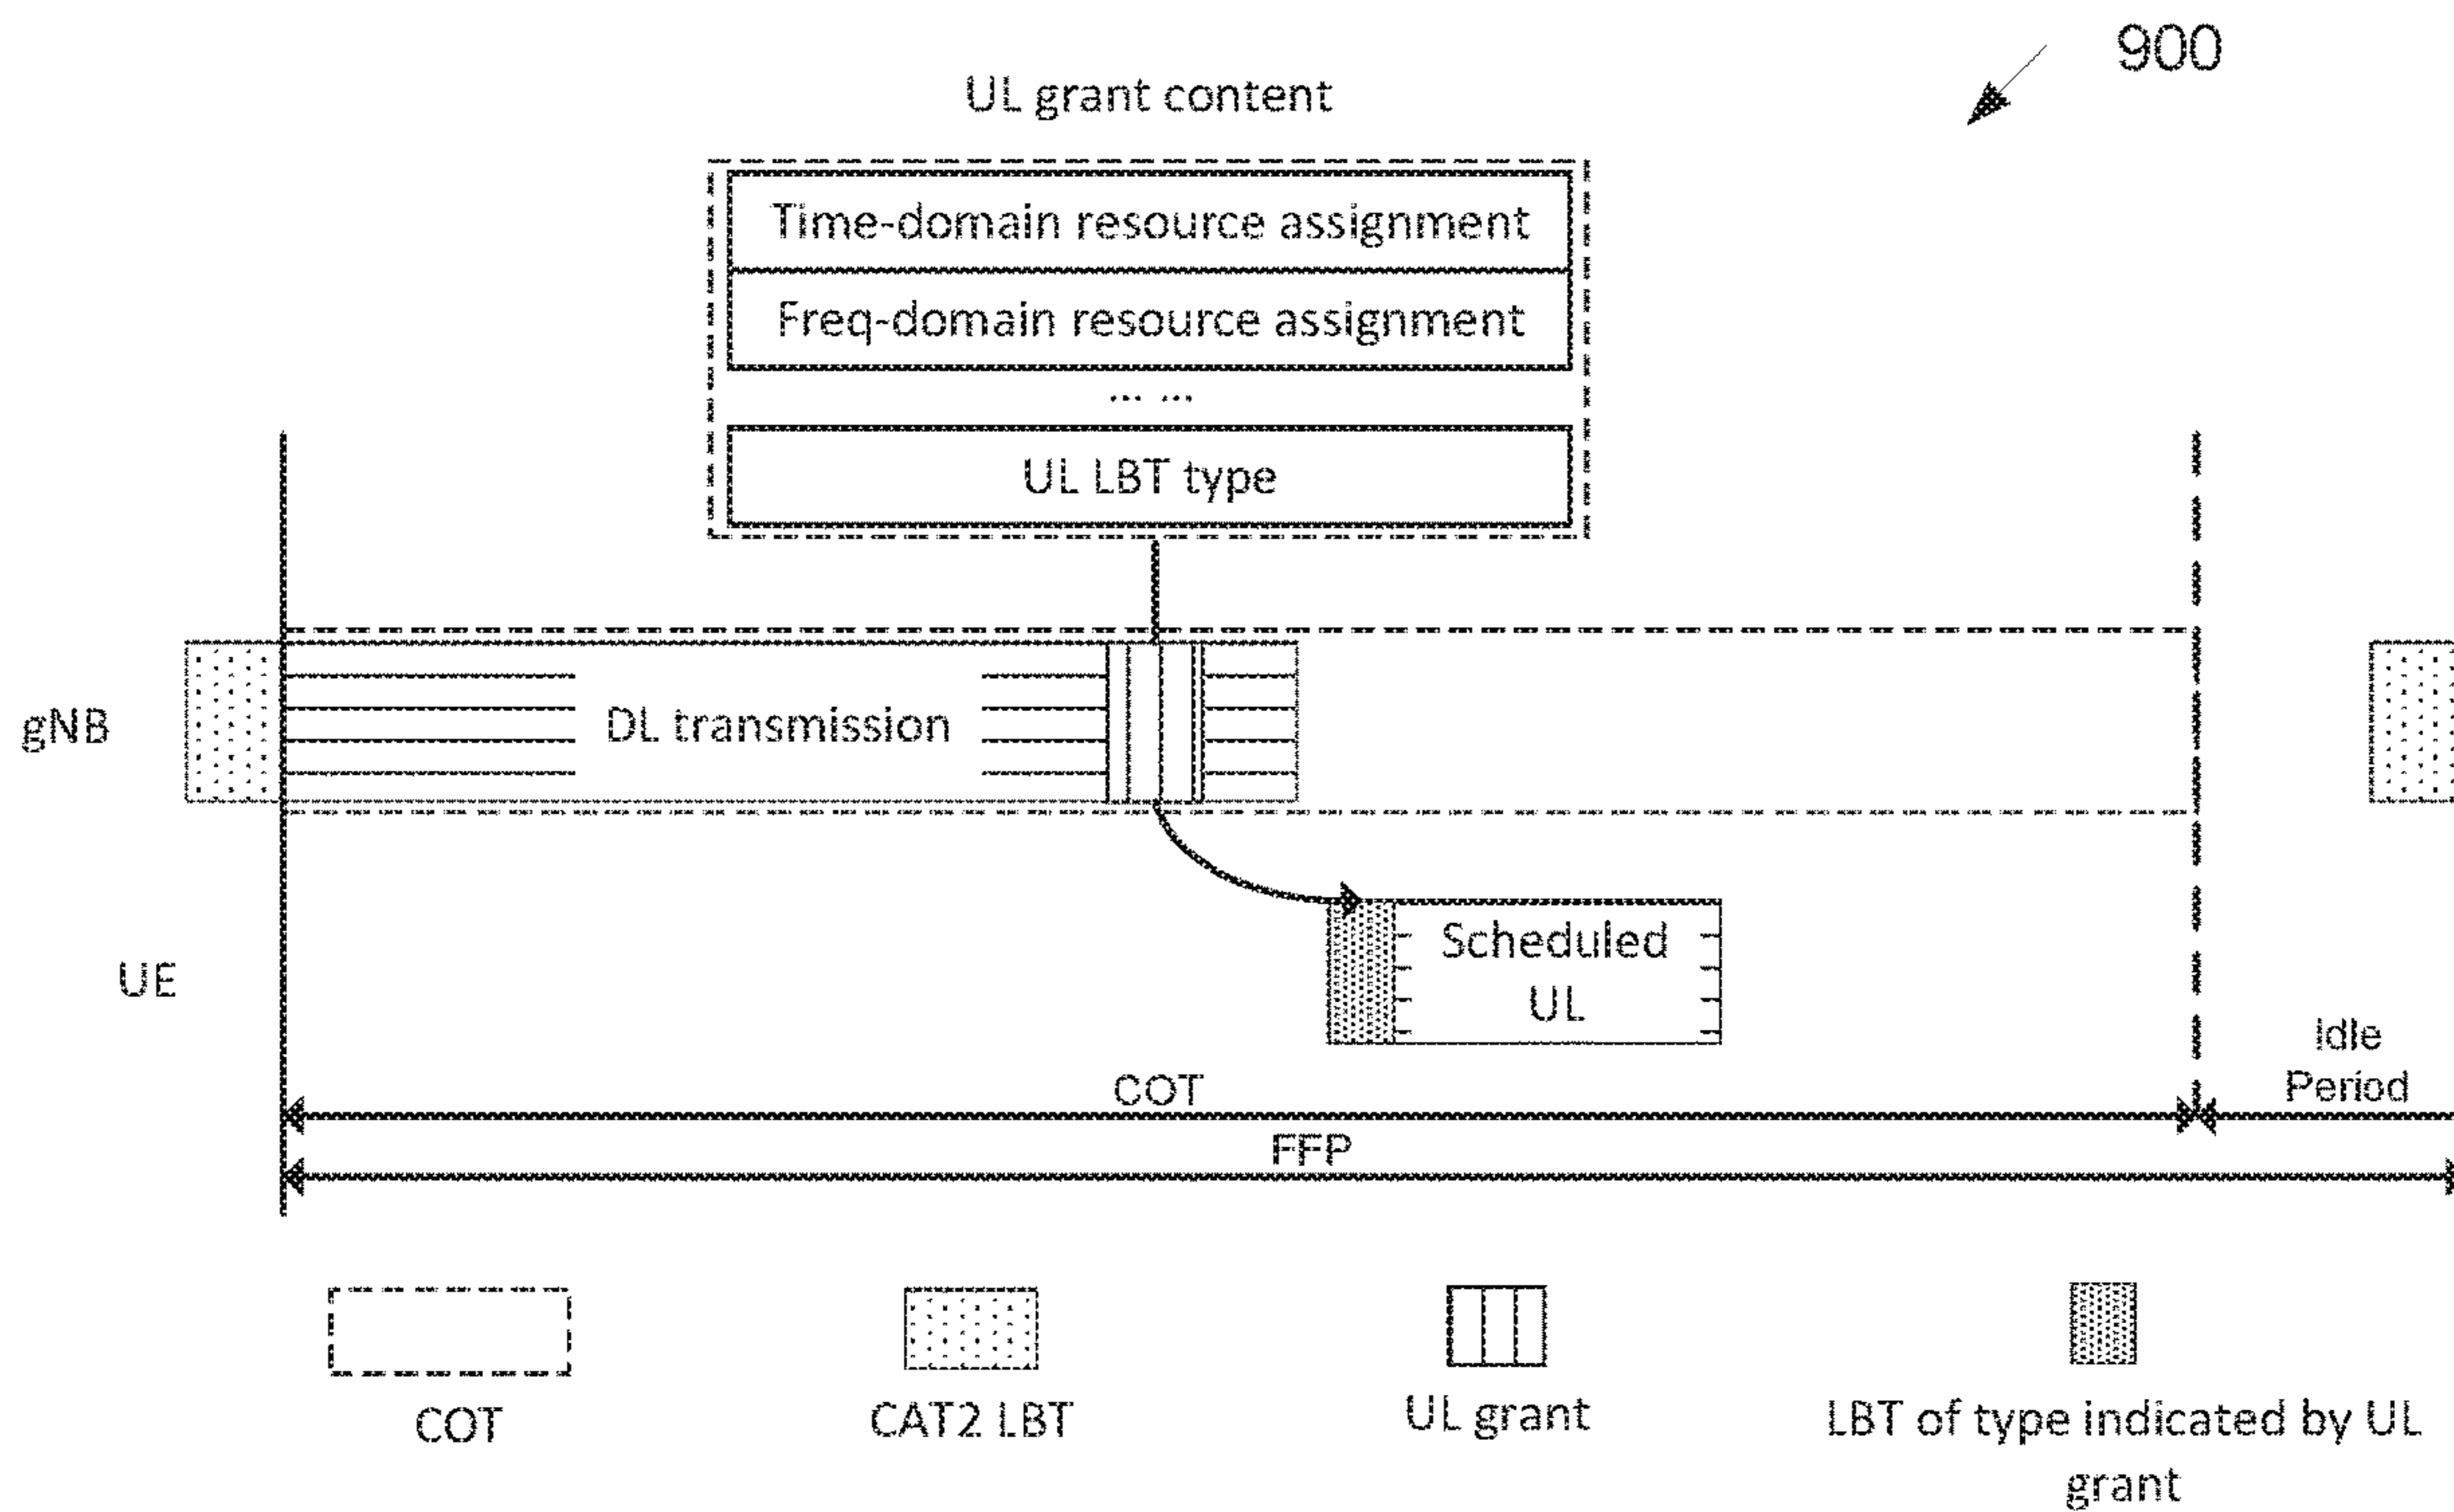 900
UL grant content
Time-domain resource assignment
Freq-domain resource assignment
... ...
UL LBT type
gNB
DL transmission
UE
Scheduled
UL
Idle
Period
COT
FFP
COT
CAT2 LBT
UL grant
LBT of type indicated by UL
grant